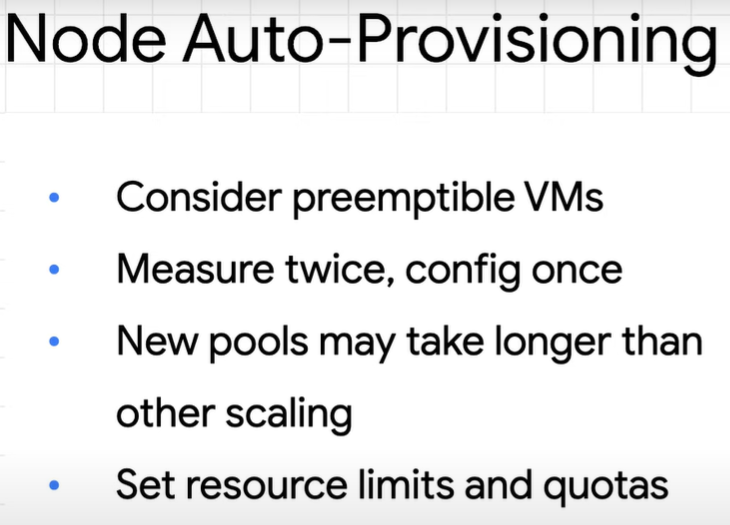 Node Auto-Provisioning
• Consider preemptible VMs
• Measure twice, config once
• New pools may take longer than
other scaling
• Set resource limits and quotas